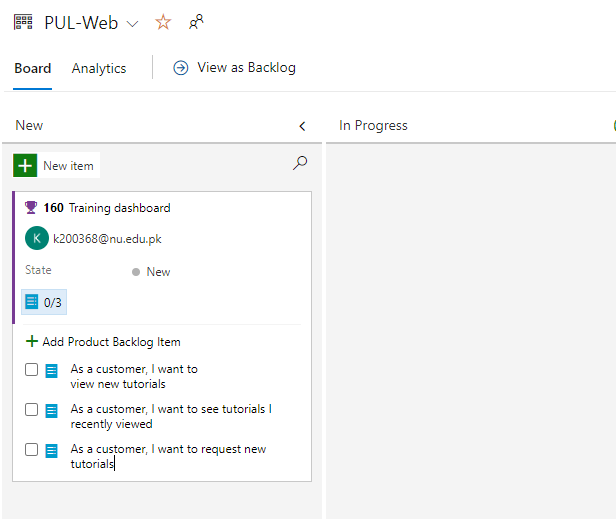 PUL-Web
Board
Analytics
View as Backlog
New
In Progress
New item
160 Training dashboard
K
k200368@nu.edu.pk
State
New
0/3
Add Product Backlog Item
As a customer, I want to
view new tutorials
As a customer, I want to see tutorials I
recently viewed
As a customer, I want to request new
tutorials